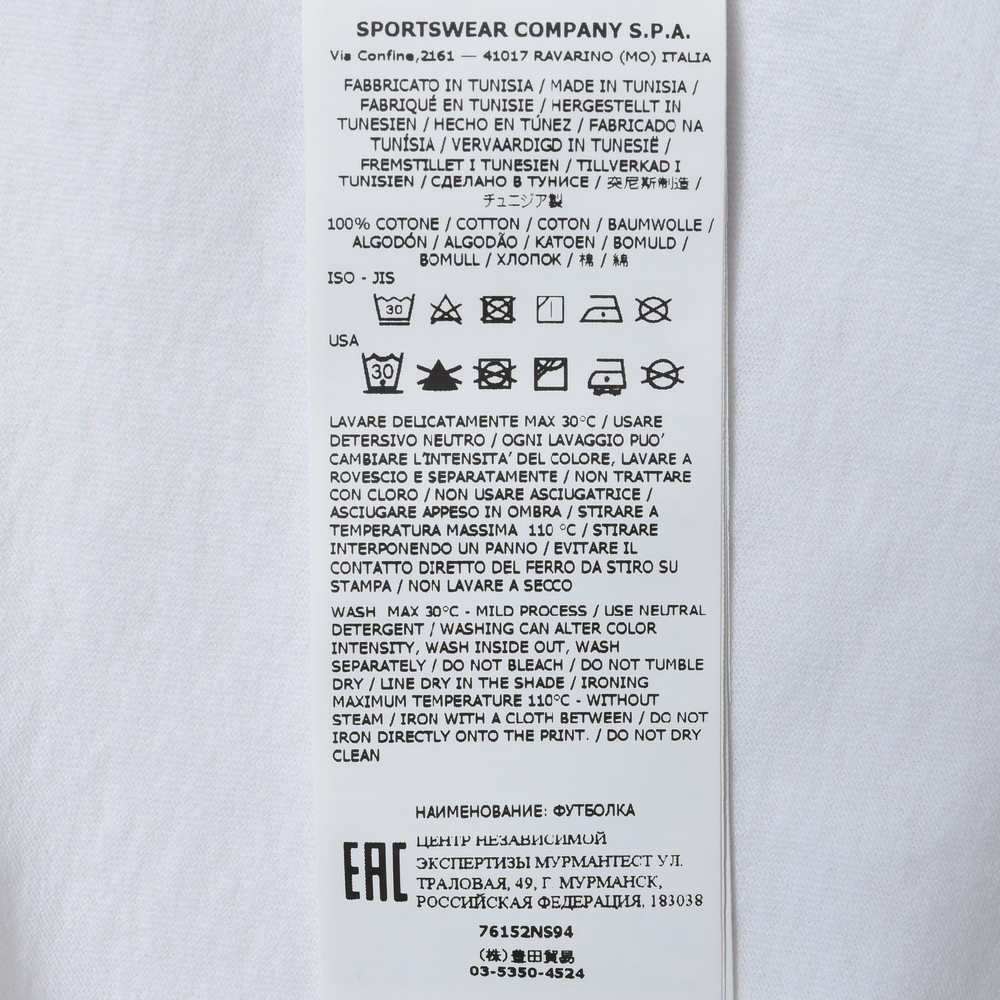 SPORTSWEAR COMPANY S.P.A.
Via Confine,2161 — 41017 RAVARINO (MO) ITALIA
FABBRICATO IN TUNISIA / MADE IN TUNISIA /
FABRIQUÉ EN TUNISIE / HERGESTELLT IN
TUNESIEN / HECHO EN TÚNEZ / FABRICADO NA
TUNÍSIA / VERVAARDIGD IN TUNESIË /
FREMSTILLET I TUNESIEN / TILLVERKAD I
TUNISIEN / СДЕЛАНО В ТУНИСЕ / 突尼斯制造 /
チュニジア製
100% COTONE / COTTON / COTON / BAUMWOLLE /
ALGODÓN / ALGODÃO / KATOEN / BOMULD /
BOMULL / ХЛОПОК / 棉 / 綿
ISO - JIS
30
USA
30
LAVARE DELICATAMENTE MAX 30°C / USARE
DETERSIVO NEUTRO / OGNI LAVAGGIO PUO'
CAMBIARE L'INTENSITA' DEL COLORE, LAVARE A
ROVESCIO E SEPARATAMENTE / NON TRATTARE
CON CLORO / NON USARE ASCIUGATRICE /
ASCIUGARE APPESO IN OMBRA / STIRARE A
TEMPERATURA MASSIMA 110 °C / STIRARE
INTERPONENDO UN PANNO / EVITARE IL
CONTATTO DIRETTO DEL FERRO DA STIRO SU
STAMPA / NON LAVARE A SECCO
WASH MAX 30°C - MILD PROCESS / USE NEUTRAL
DETERGENT / WASHING CAN ALTER COLOR
INTENSITY, WASH INSIDE OUT, WASH
SEPARATELY / DO NOT BLEACH / DO NOT TUMBLE
DRY / LINE DRY IN THE SHADE / IRONING
MAXIMUM TEMPERATURE 110°C - WITHOUT
STEAM / IRON WITH A CLOTH BETWEEN / DO NOT
IRON DIRECTLY ONTO THE PRINT. / DO NOT DRY
CLEAN
НАИМЕНОВАНИЕ: ФУТБОЛКА
EAC
ЦЕНТР НЕЗАВИСИМОЙ
ЭКСПЕРТИЗЫ МУРМАНТЕСТ УЛ.
ТРАЛОВАЯ, 49, Г. МУРМАНСК,
РОССИЙСКАЯ ФЕДЕРАЦИЯ, 183038
76152NS94
(株)豊田貿易
03-5350-4524